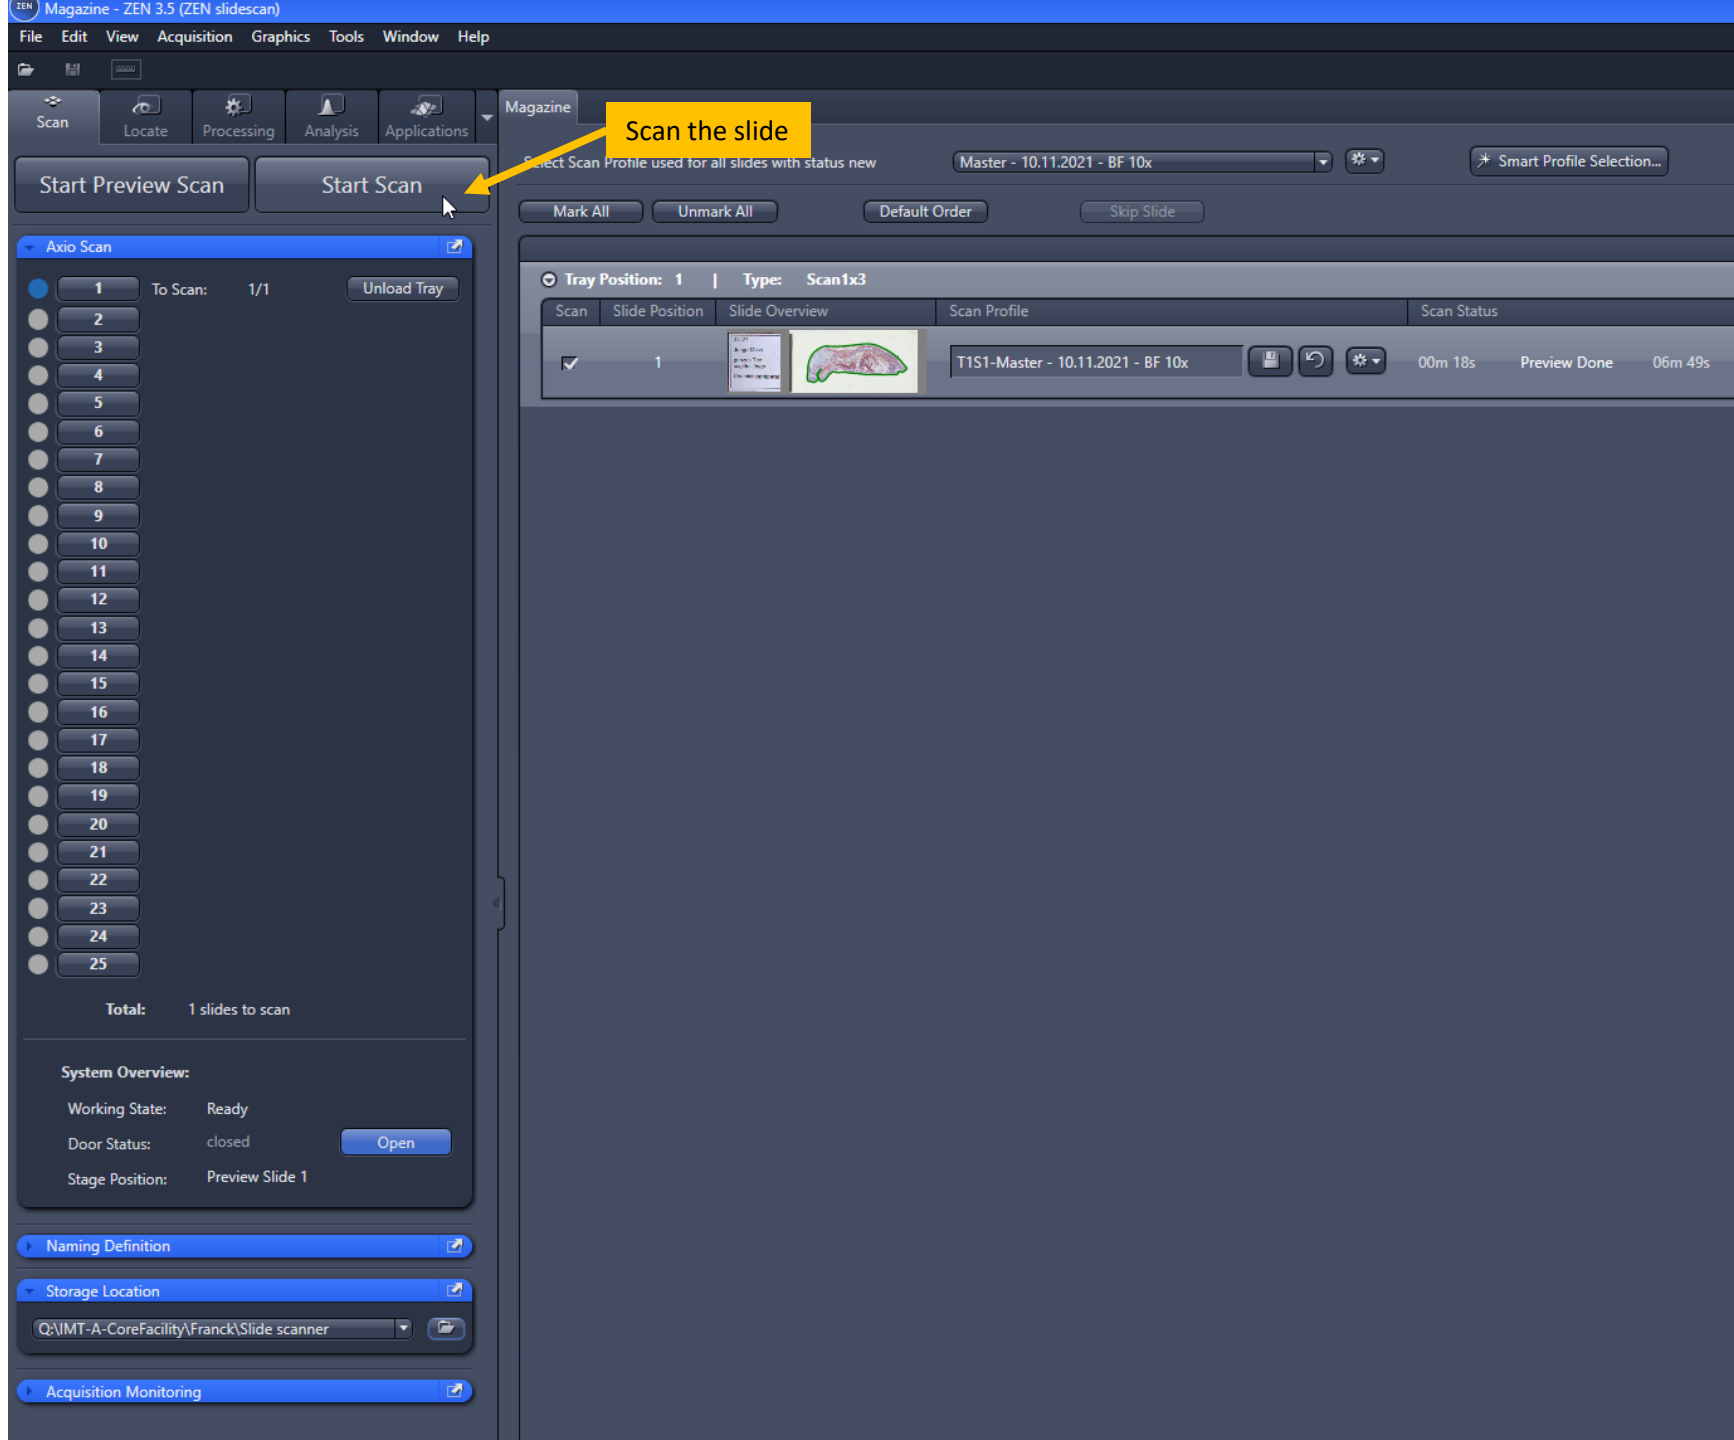 ZEN Magazine - ZEN 3.5 (ZEN slidescan)
File Edit View Acquisition Graphics Tools Window Help
Scan Locate Processing Analysis Applications
Magazine
Scan the slide
Start Preview Scan Start Scan
Select Scan Profile used for all slides with status new Master - 10.11.2021 - BF 10x Smart Profile Selection...
Mark All Unmark All Default Order Skip Slide
Axio Scan
1 To Scan: 1/1 Unload Tray
2
3
4
5
6
7
8
9
10
11
12
13
14
15
16
17
18
19
20
21
22
23
24
25
Total: 1 slides to scan
System Overview:
Working State: Ready
Door Status: closed Open
Stage Position: Preview Slide 1
Naming Definition
Storage Location
Q:\IMT-A-CoreFacility\Franck\Slide scanner
Acquisition Monitoring
Tray Position: 1 | Type: Scan1x3
Scan Slide Position Slide Overview Scan Profile Scan Status
1 T1S1-Master - 10.11.2021 - BF 10x 00m 18s Preview Done 06m 49s